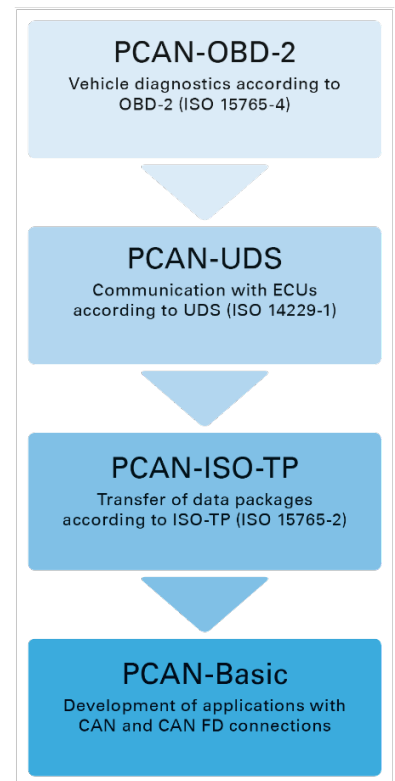 PCAN-OBD-2
Vehicle diagnostics according to
OBD-2 (ISO 15765-4)
PCAN-UDS
Communication with ECUs
according to UDS (ISO 14229-1)
PCAN-ISO-TP
Transfer of data packages
according to ISO-TP (ISO 15765-2)
PCAN-Basic
Development of applications with
CAN and CAN FD connections